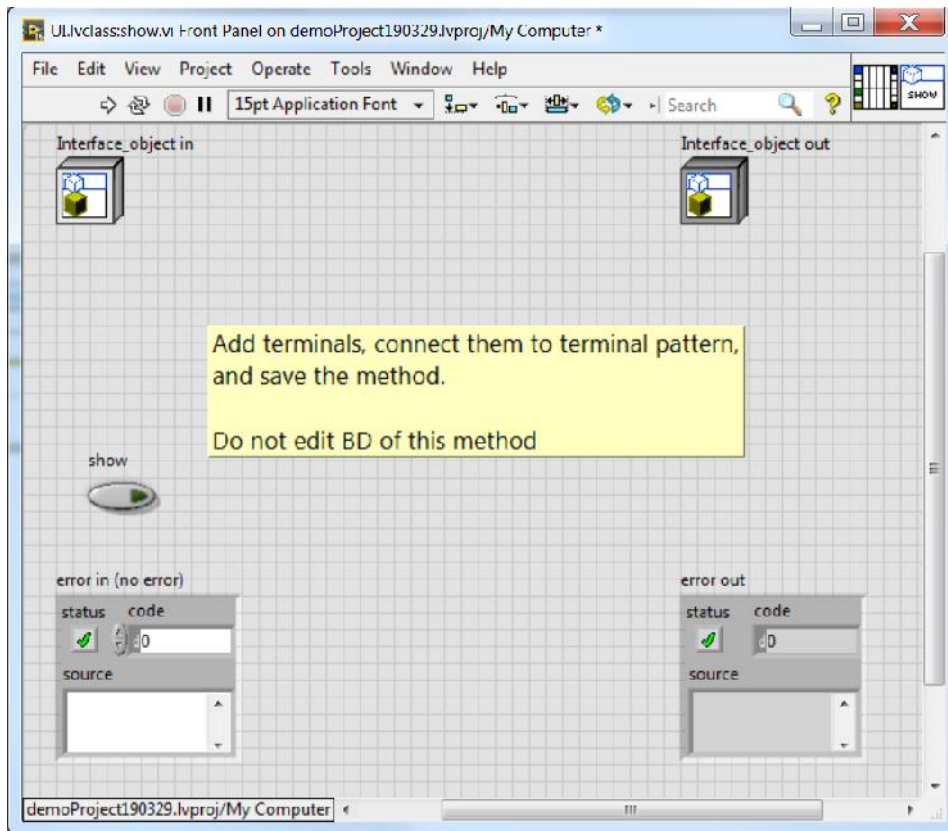 UI.lvclass:show.vi Front Panel on demoProject190329.lvproj/My Computer *
File Edit View Project Operate Tools Window Help
15pt Application Font Search
SHOW
Interface_object in Interface_object out
Add terminals, connect them to terminal pattern,
and save the method.
Do not edit BD of this method
show
error in (no error) error out
status code status code
d0 d0
source source
demoProject190329.lvproj/My Computer